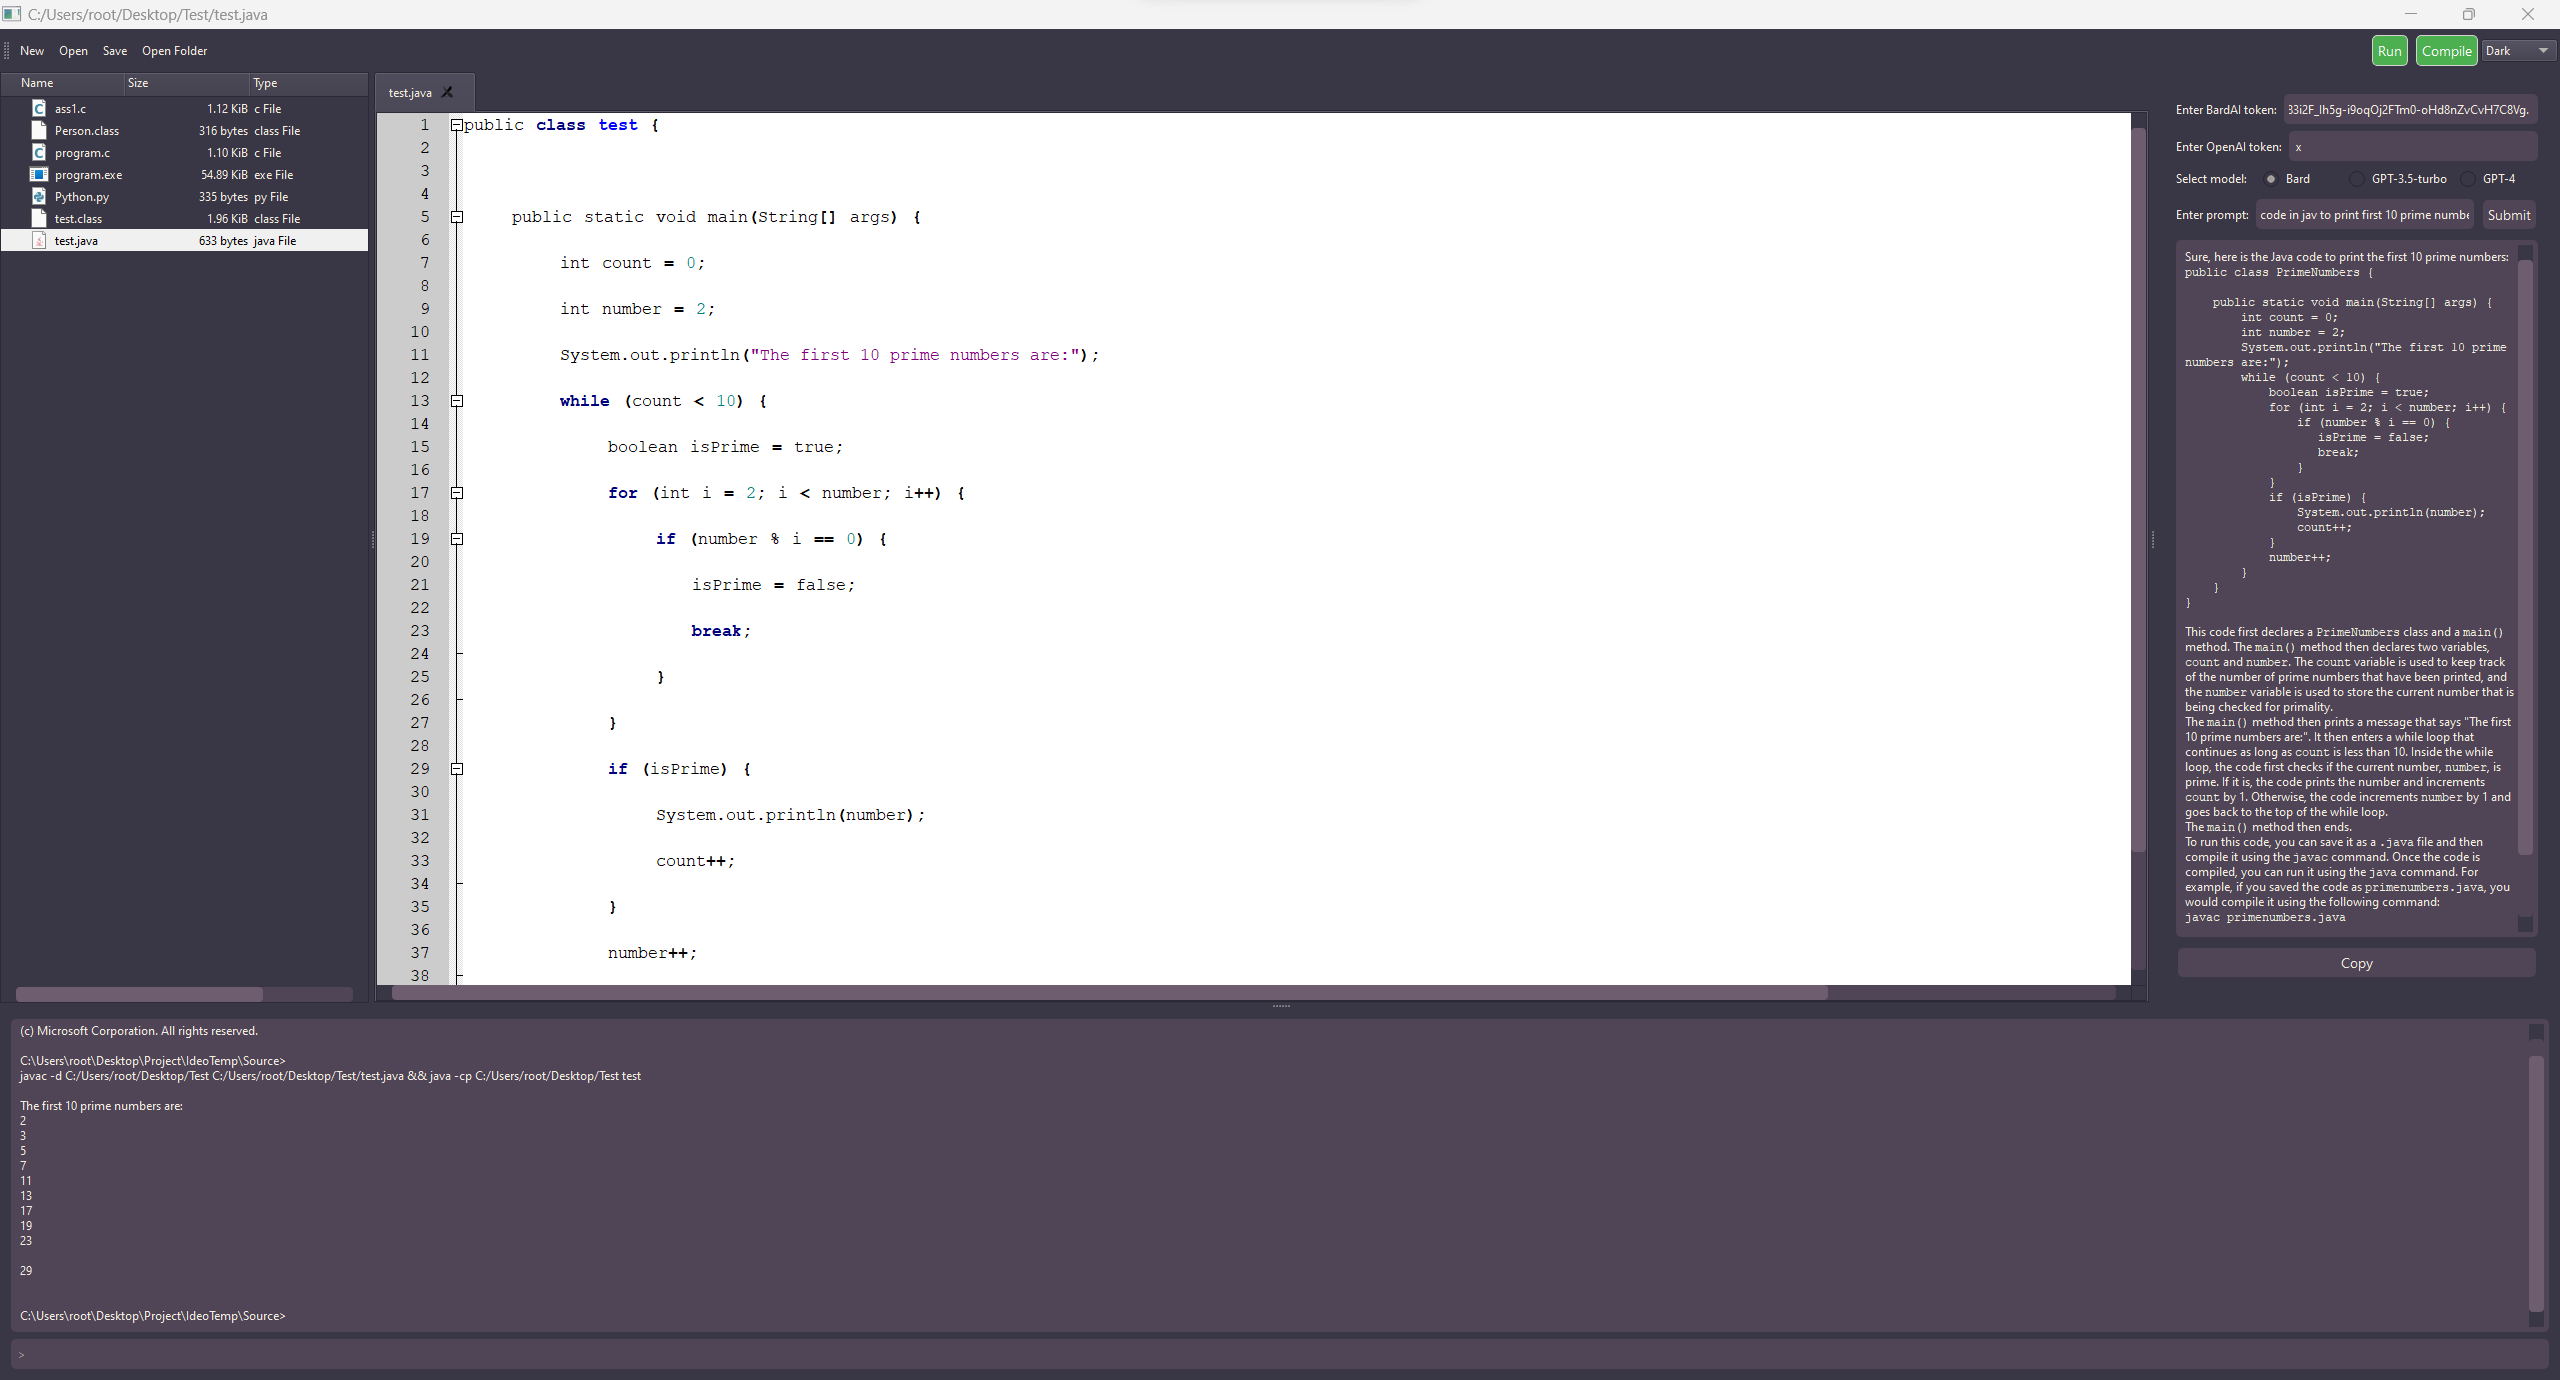 C:/Users/root/Desktop/Test/test.java
New Open Save Open Folder
Run Compile Dark
Name Size Type
ass1.c 1.12 KiB c File
Person.class 316 bytes class File
program.c 1.10 KiB c File
program.exe 54.89 KiB exe File
Python.py 335 bytes py File
test.class 1.96 KiB class File
test.java 633 bytes java File
test.java
1 public class test {
2
3
4
5 public static void main(String[] args) {
6
7 int count = 0;
8
9 int number = 2;
10
11 System.out.println("The first 10 prime numbers are:");
12
13 while (count < 10) {
14
15 boolean isPrime = true;
16
17 for (int i = 2; i < number; i++) {
18
19 if (number % i == 0) {
20
21 isPrime = false;
22
23 break;
24
25 }
26
27 }
28
29 if (isPrime) {
30
31 System.out.println(number);
32
33 count++;
34
35 }
36
37 number++;
38
Enter BardAI token:
Enter OpenAI token: x
Select model: Bard GPT-3.5-turbo GPT-4
Enter prompt: code in jav to print first 10 prime numbe Submit
Sure, here is the Java code to print the first 10 prime numbers:
public class PrimeNumbers {
public static void main(String[] args) {
int count = 0;
int number = 2;
System.out.println("The first 10 prime
numbers are:");
while (count < 10) {
boolean isPrime = true;
for (int i = 2; i < number; i++) {
if (number % i == 0) {
isPrime = false;
break;
}
}
if (isPrime) {
System.out.println(number);
count++;
}
number++;
}
}
}
This code first declares a PrimeNumbers class and a main()
method. The main() method then declares two variables,
count and number. The count variable is used to keep track
of the number of prime numbers that have been printed, and
the number variable is used to store the current number that is
being checked for primality.
The main() method then prints a message that says "The first
10 prime numbers are:". It then enters a while loop that
continues as long as count is less than 10. Inside the while
loop, the code first checks if the current number, number, is
prime. If it is, the code prints the number and increments
count by 1. Otherwise, the code increments number by 1 and
goes back to the top of the while loop.
The main() method then ends.
To run this code, you can save it as a .java file and then
compile it using the javac command. Once the code is
compiled, you can run it using the java command. For
example, if you saved the code as primenumbers.java, you
would compile it using the following command:
javac primenumbers.java
Copy
(c) Microsoft Corporation. All rights reserved.
C:\Users\root\Desktop\Project\IdeoTemp\Source>
javac -d C:/Users/root/Desktop/Test C:/Users/root/Desktop/Test/test.java && java -cp C:/Users/root/Desktop/Test test
The first 10 prime numbers are:
2
3
5
7
11
13
17
19
23
29
C:\Users\root\Desktop\Project\IdeoTemp\Source>
>